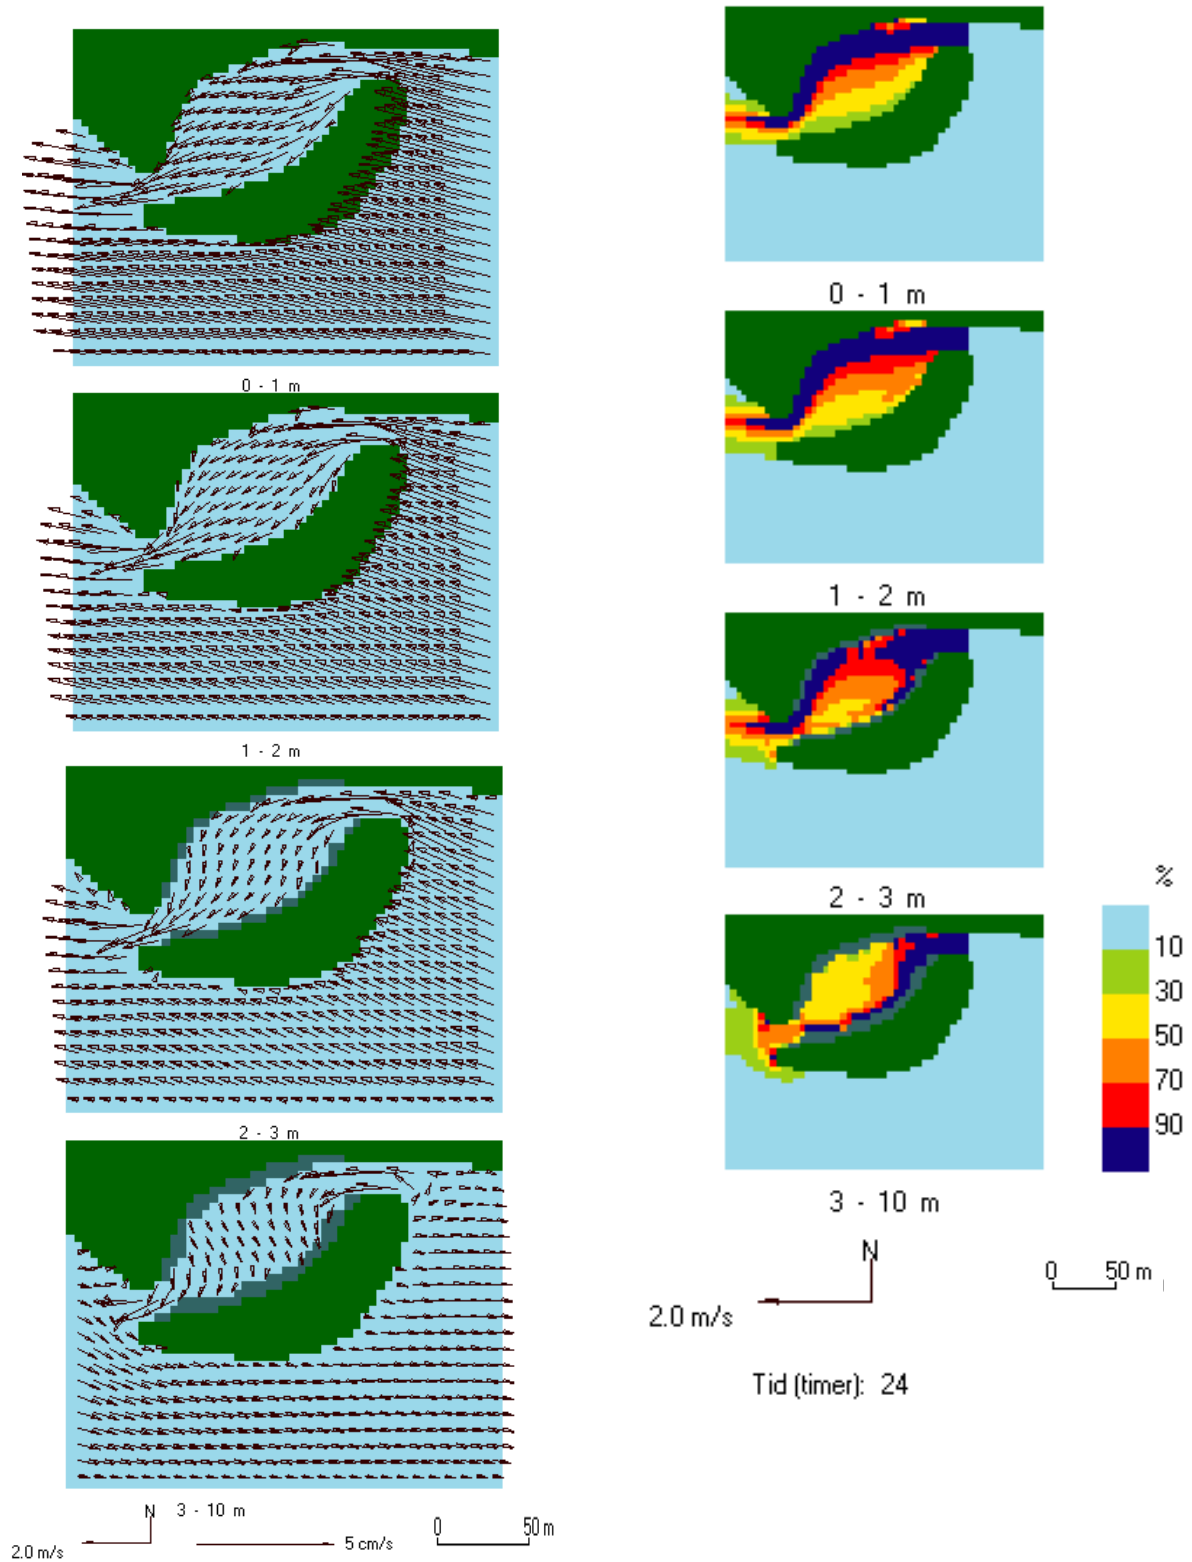 0 - 1 m
1 - 2 m
2 - 3 m
N 3 - 10 m
2.0 m/s
5 cm/s
0 50 m
0 - 1 m
1 - 2 m
2 - 3 m
3 - 10 m
%
10
30
50
70
90
N
2.0 m/s
0 50 m
Tid (timer): 24